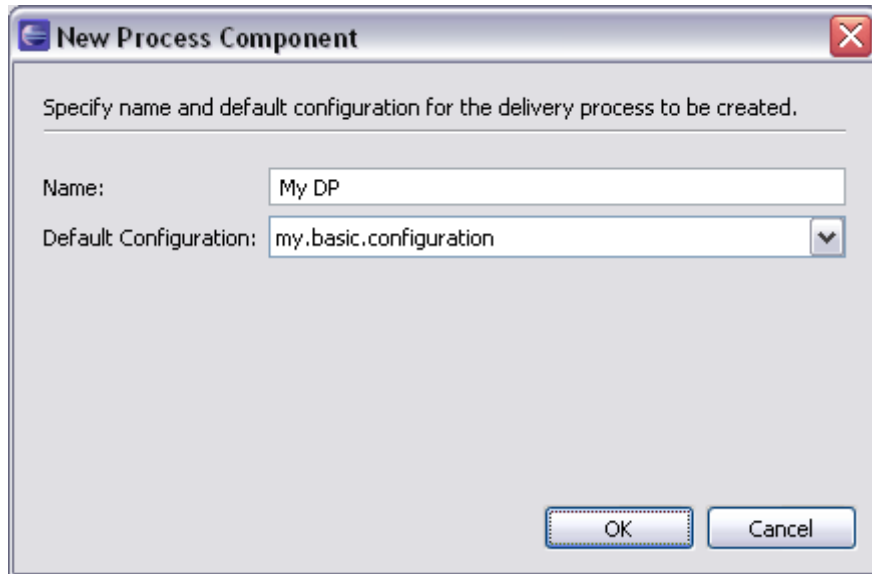 New Process Component
Specify name and default configuration for the delivery process to be created.
Name: My DP
Default Configuration: my.basic.configuration
OK Cancel